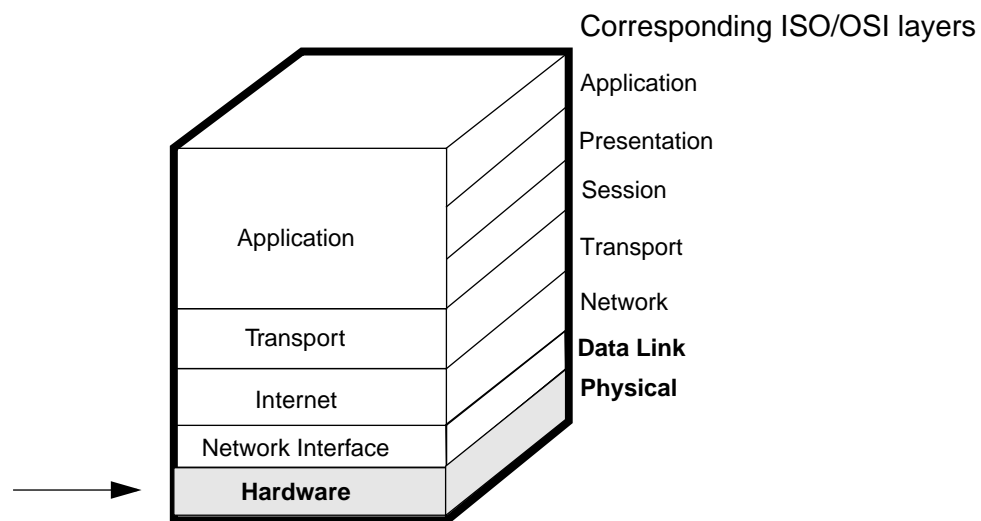 Corresponding ISO/OSI layers
Application
Presentation
Session
Transport
Network
Data Link
Physical
Application
Transport
Internet
Network Interface
Hardware